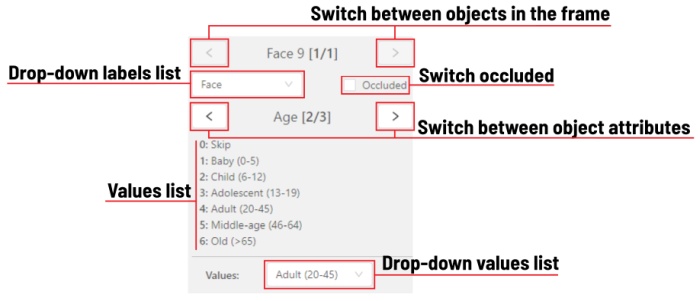 Switch between objects in the frame
< Face 9 [1/1] >
Drop-down labels list
Face
Occluded
Switch occluded
< Age [2/3] >
Switch between object attributes
0: Skip
1: Baby (0-5)
2: Child (6-12)
Values list
3: Adolescent (13-19)
4: Adult (20-45)
5: Middle-age (46-64)
6: Old (>65)
Values:
Adult (20-45)
Drop-down values list